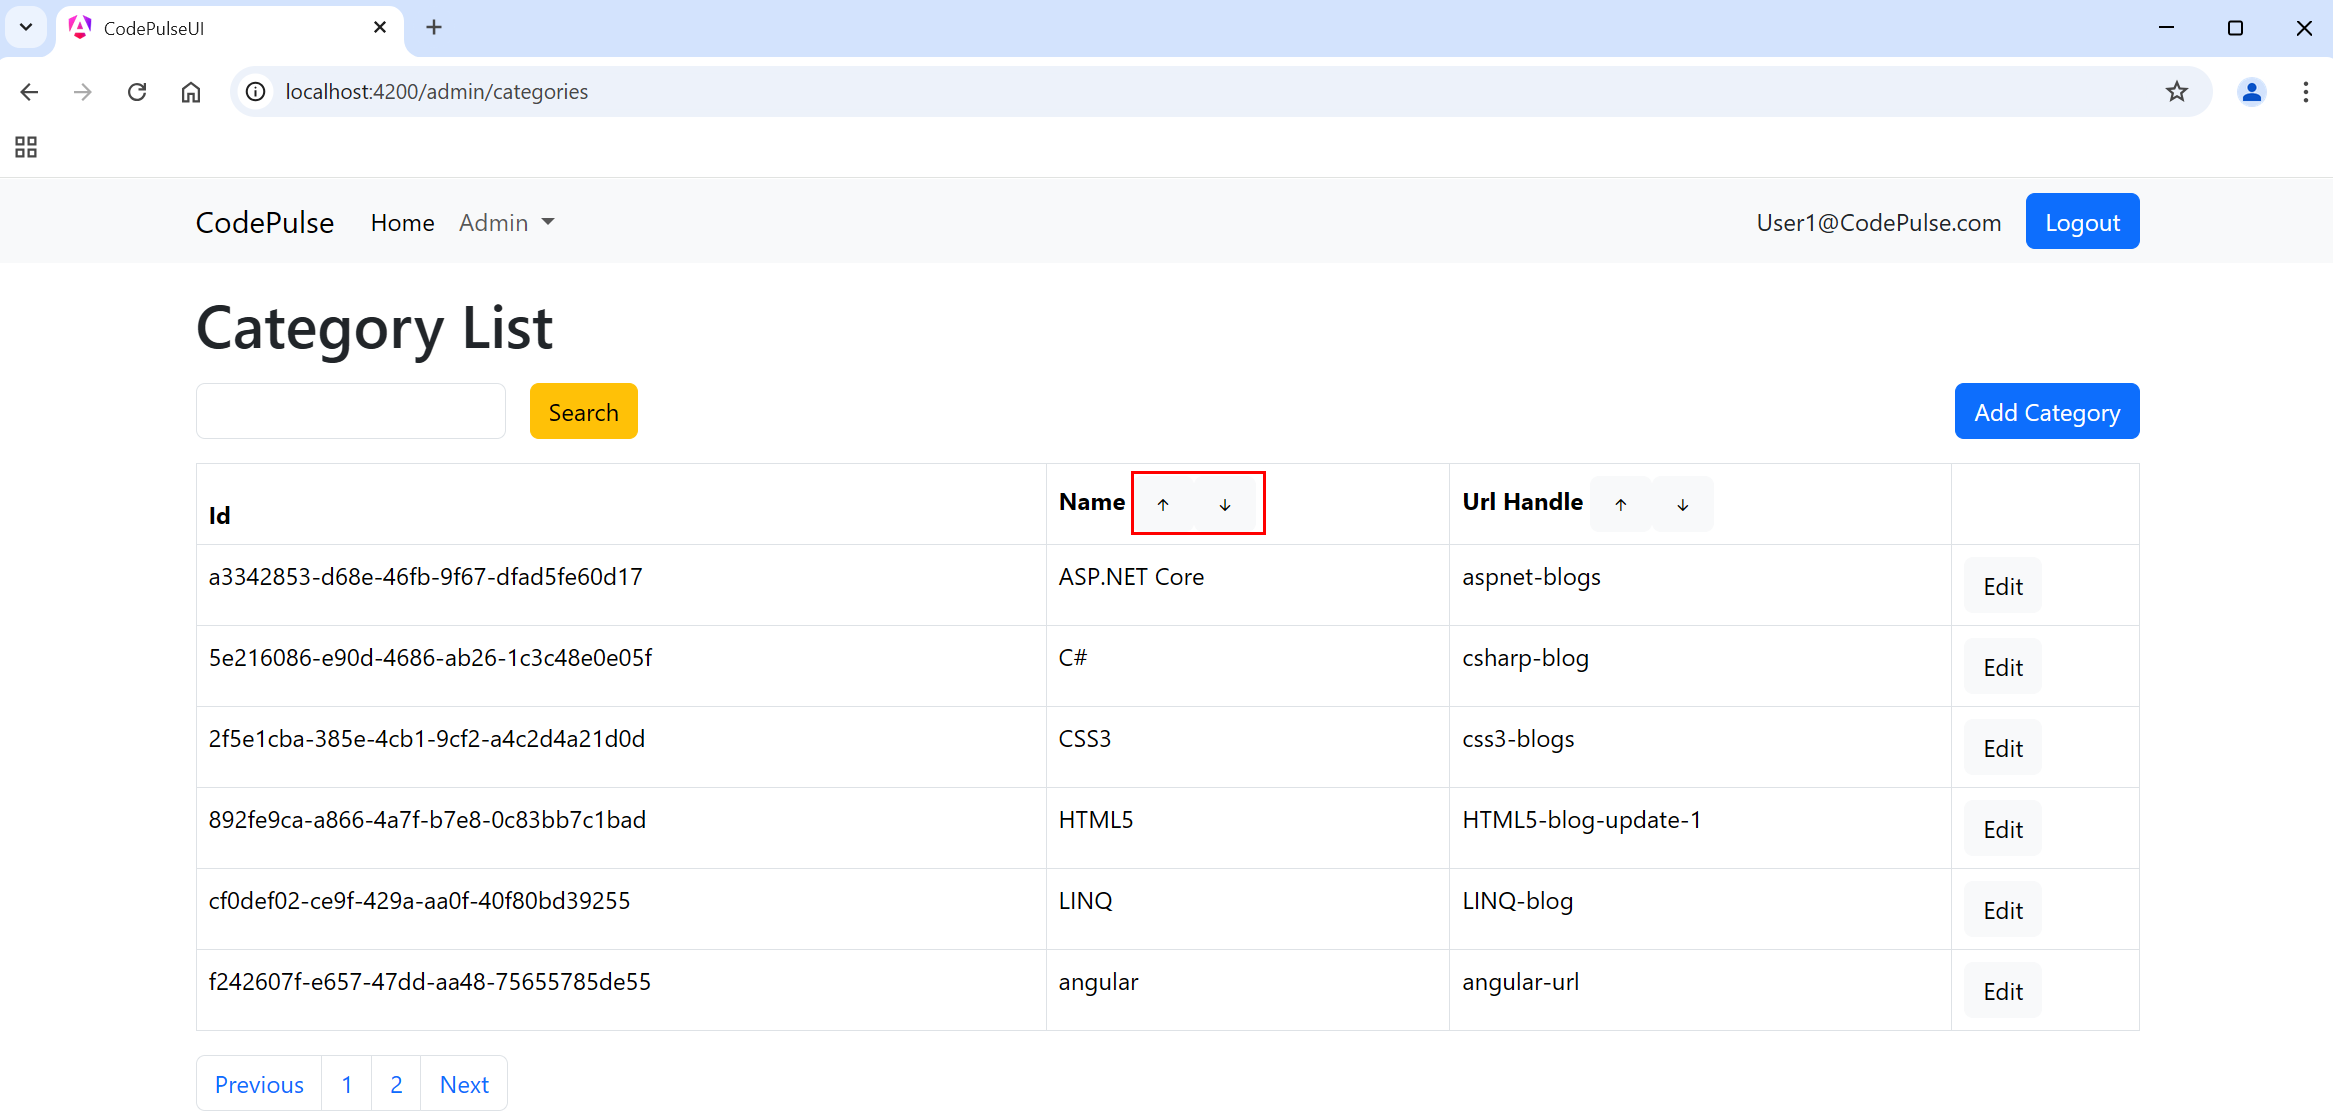 CodePulseUI
localhost:4200/admin/categories
CodePulse Home Admin User1@CodePulse.com Logout
Category List
Search Add Category
Id Name ↑ ↓ Url Handle ↑ ↓
a3342853-d68e-46fb-9f67-dfad5fe60d17 ASP.NET Core aspnet-blogs Edit
5e216086-e90d-4686-ab26-1c3c48e0e05f C# csharp-blog Edit
2f5e1cba-385e-4cb1-9cf2-a4c2d4a21d0d CSS3 css3-blogs Edit
892fe9ca-a866-4a7f-b7e8-0c83bb7c1bad HTML5 HTML5-blog-update-1 Edit
cf0def02-ce9f-429a-aa0f-40f80bd39255 LINQ LINQ-blog Edit
f242607f-e657-47dd-aa48-75655785de55 angular angular-url Edit
Previous 1 2 Next